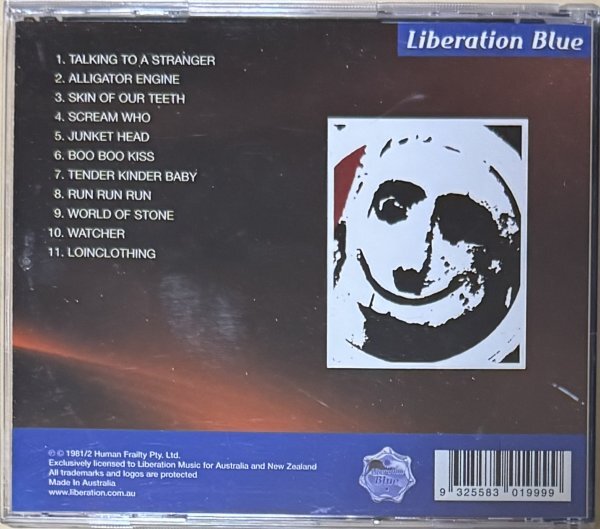 Liberation Blue
1. TALKING TO A STRANGER
2. ALLIGATOR ENGINE
3. SKIN OF OUR TEETH
4. SCREAM WHO
5. JUNKET HEAD
6. BOO BOO KISS
7. TENDER KINDER BABY
8. RUN RUN RUN
9. WORLD OF STONE
10. WATCHER
11. LOINCLOTHING
℗ © 1981/2 Human Frailty Pty. Ltd.
Exclusively licensed to Liberation Music for Australia and New Zealand
All trademarks and logos are protected
Made In Australia
www.liberation.com.au
Liberation
Blue
9 325583 019999